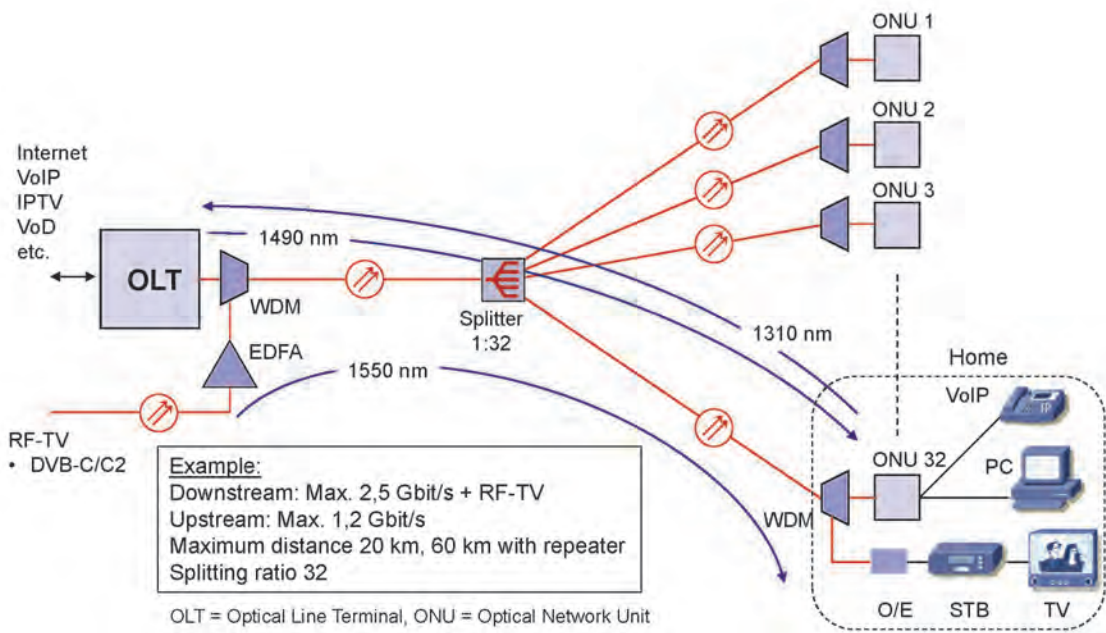 ONU 1
ONU 2
ONU 3
Internet
VoIP
IPTV
VoD
etc.
OLT
WDM
EDFA
1490 nm
Splitter
1:32
1310 nm
1550 nm
RF-TV
• DVB-C/C2
Example:
Downstream: Max. 2,5 Gbit/s + RF-TV
Upstream: Max. 1,2 Gbit/s
Maximum distance 20 km, 60 km with repeater
Splitting ratio 32
Home
VoIP
IP
ONU 32
PC
WDM
O/E
STB
TV
OLT = Optical Line Terminal, ONU = Optical Network Unit